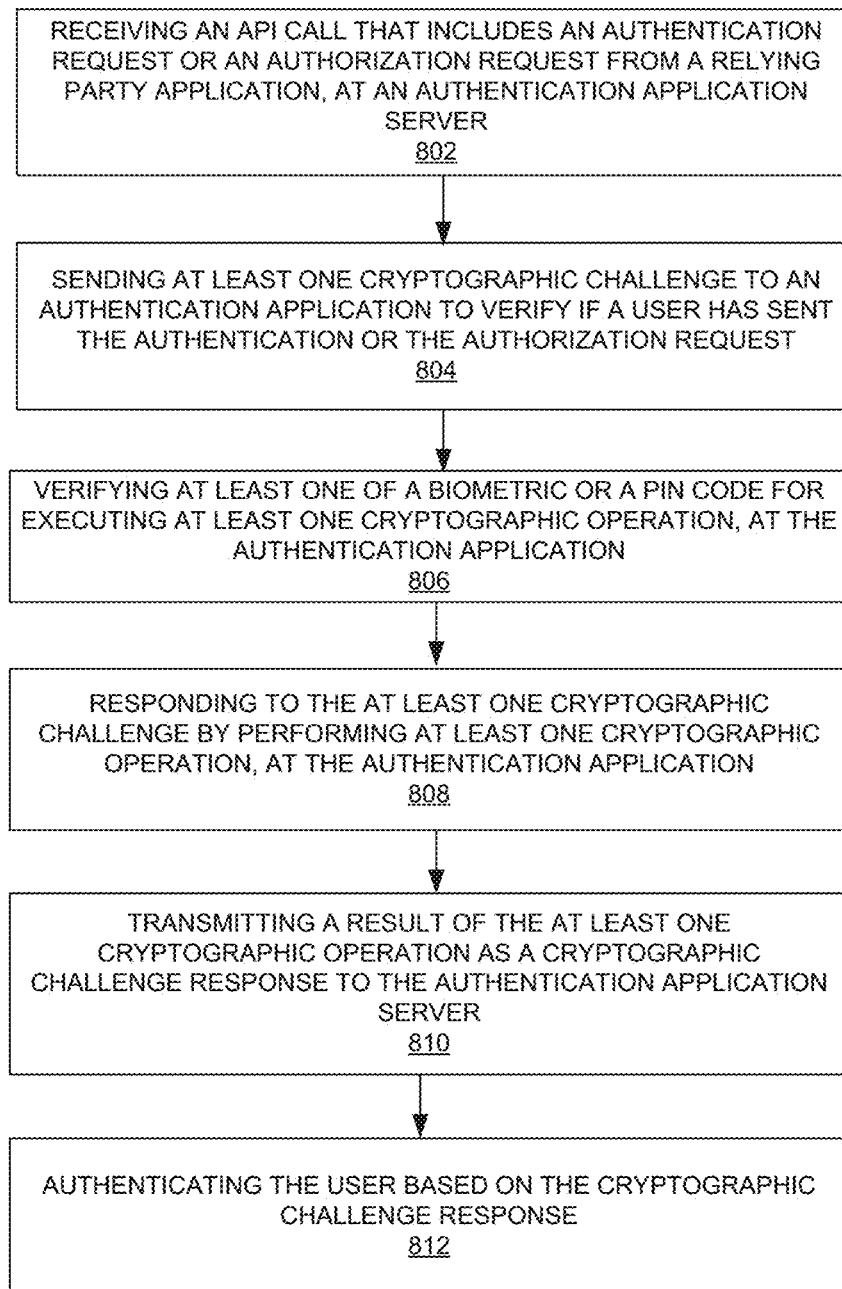 RECEIVING AN API CALL THAT INCLUDES AN AUTHENTICATION
REQUEST OR AN AUTHORIZATION REQUEST FROM A RELYING
PARTY APPLICATION, AT AN AUTHENTICATION APPLICATION
SERVER
802
SENDING AT LEAST ONE CRYPTOGRAPHIC CHALLENGE TO AN
AUTHENTICATION APPLICATION TO VERIFY IF A USER HAS SENT
THE AUTHENTICATION OR THE AUTHORIZATION REQUEST
804
VERIFYING AT LEAST ONE OF A BIOMETRIC OR A PIN CODE FOR
EXECUTING AT LEAST ONE CRYPTOGRAPHIC OPERATION, AT THE
AUTHENTICATION APPLICATION
806
RESPONDING TO THE AT LEAST ONE CRYPTOGRAPHIC
CHALLENGE BY PERFORMING AT LEAST ONE CRYPTOGRAPHIC
OPERATION, AT THE AUTHENTICATION APPLICATION
808
TRANSMITTING A RESULT OF THE AT LEAST ONE
CRYPTOGRAPHIC OPERATION AS A CRYPTOGRAPHIC
CHALLENGE RESPONSE TO THE AUTHENTICATION APPLICATION
SERVER
810
AUTHENTICATING THE USER BASED ON THE CRYPTOGRAPHIC
CHALLENGE RESPONSE
812